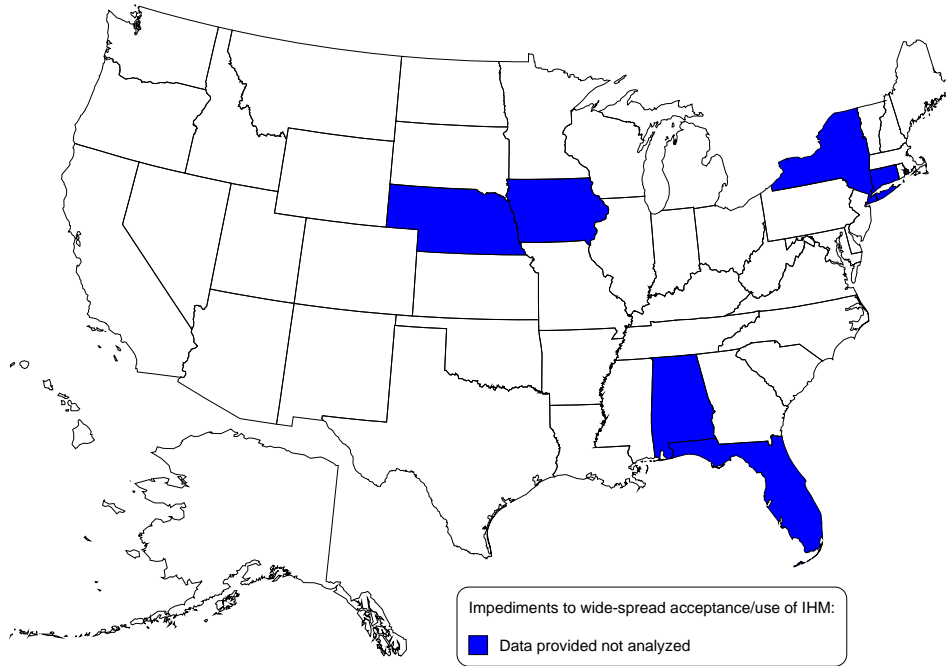 Impediments to wide-spread acceptance/use of IHM:
Data provided not analyzed